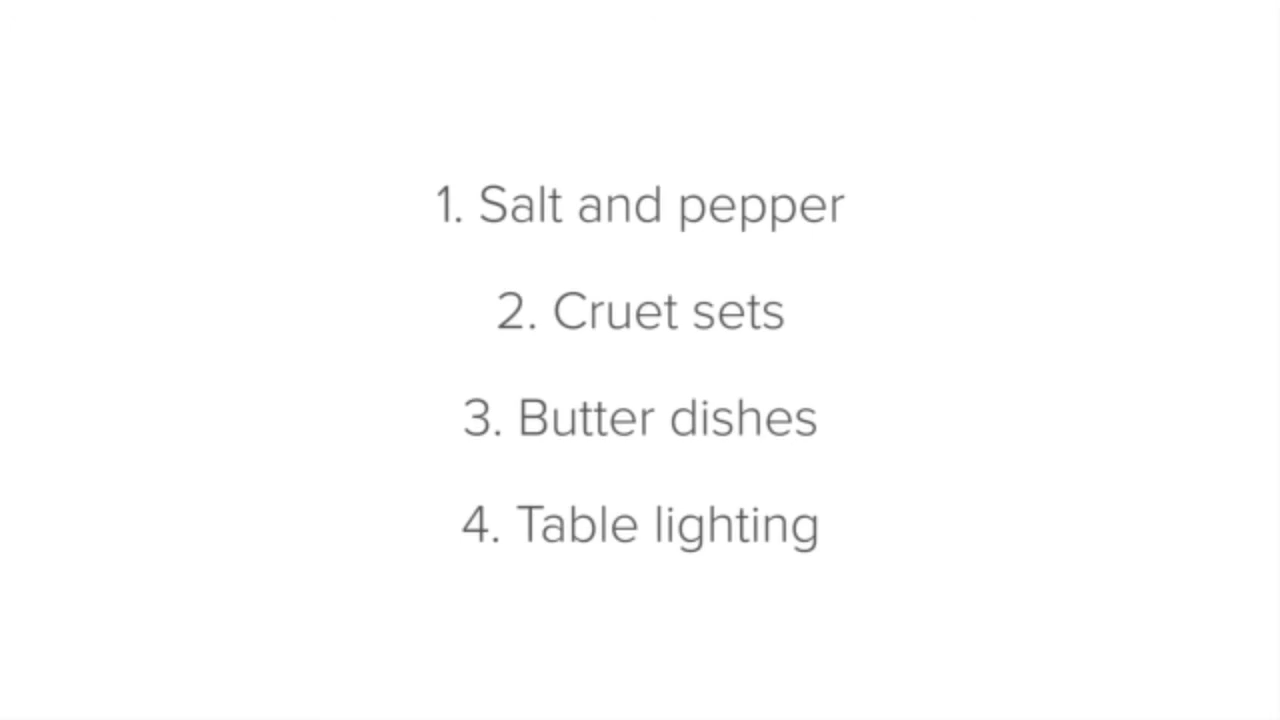 1. Salt and pepper
2. Cruet sets
3. Butter dishes
4. Table lighting